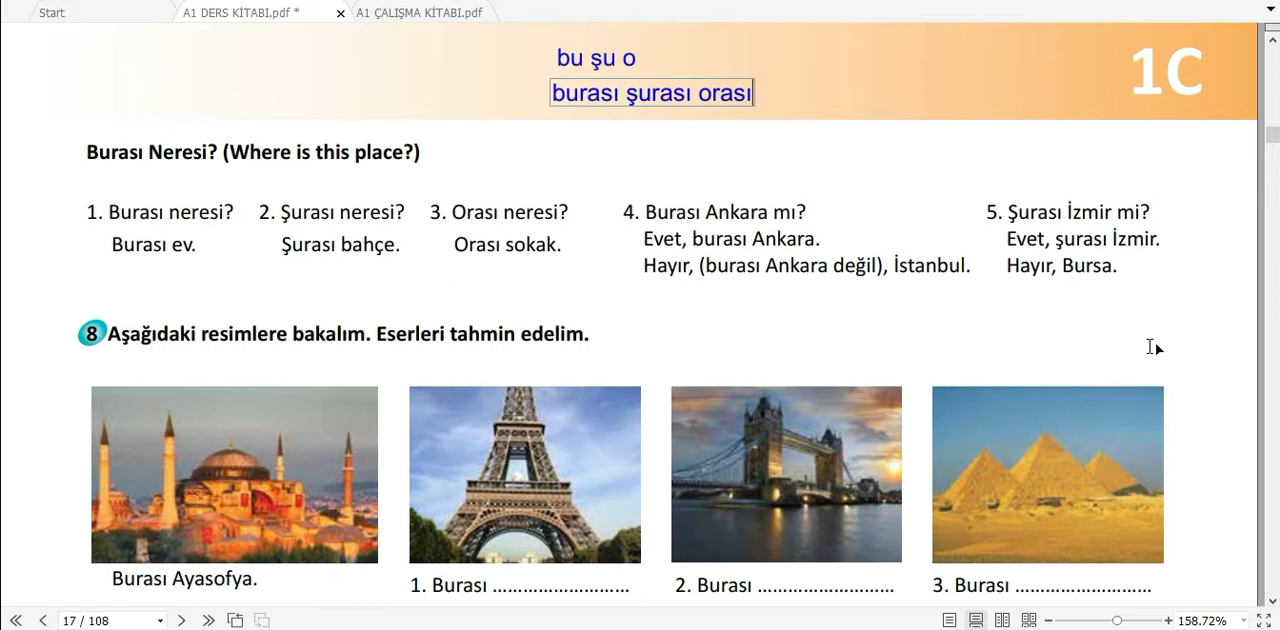 Start
A1 DERS KİTABI.pdf *
A1 ÇALIŞMA KİTABI.pdf
bu şu o
burası şurası orası
1C
Burası Neresi? (Where is this place?)
1. Burası neresi?
Burası ev.
2. Şurası neresi?
Şurası bahçe.
3. Orası neresi?
Orası sokak.
4. Burası Ankara mı?
Evet, burası Ankara.
Hayır, (burası Ankara değil), İstanbul.
5. Şurası İzmir mi?
Evet, şurası İzmir.
Hayır, Bursa.
8 Aşağıdaki resimlere bakalım. Eserleri tahmin edelim.
Burası Ayasofya.
1. Burası ............................
2. Burası ............................
3. Burası ............................
17 / 108
158.72%